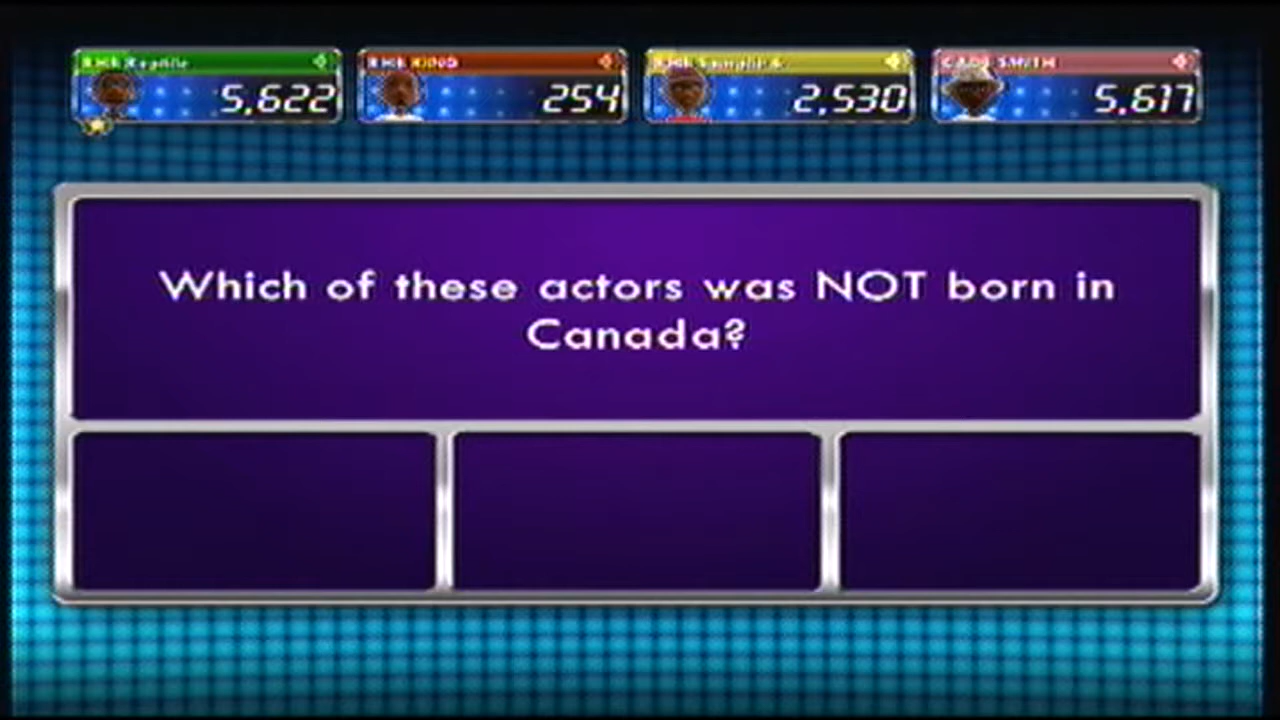 5,622
254
2,530
5,617
Which of these actors was NOT born in
Canada?